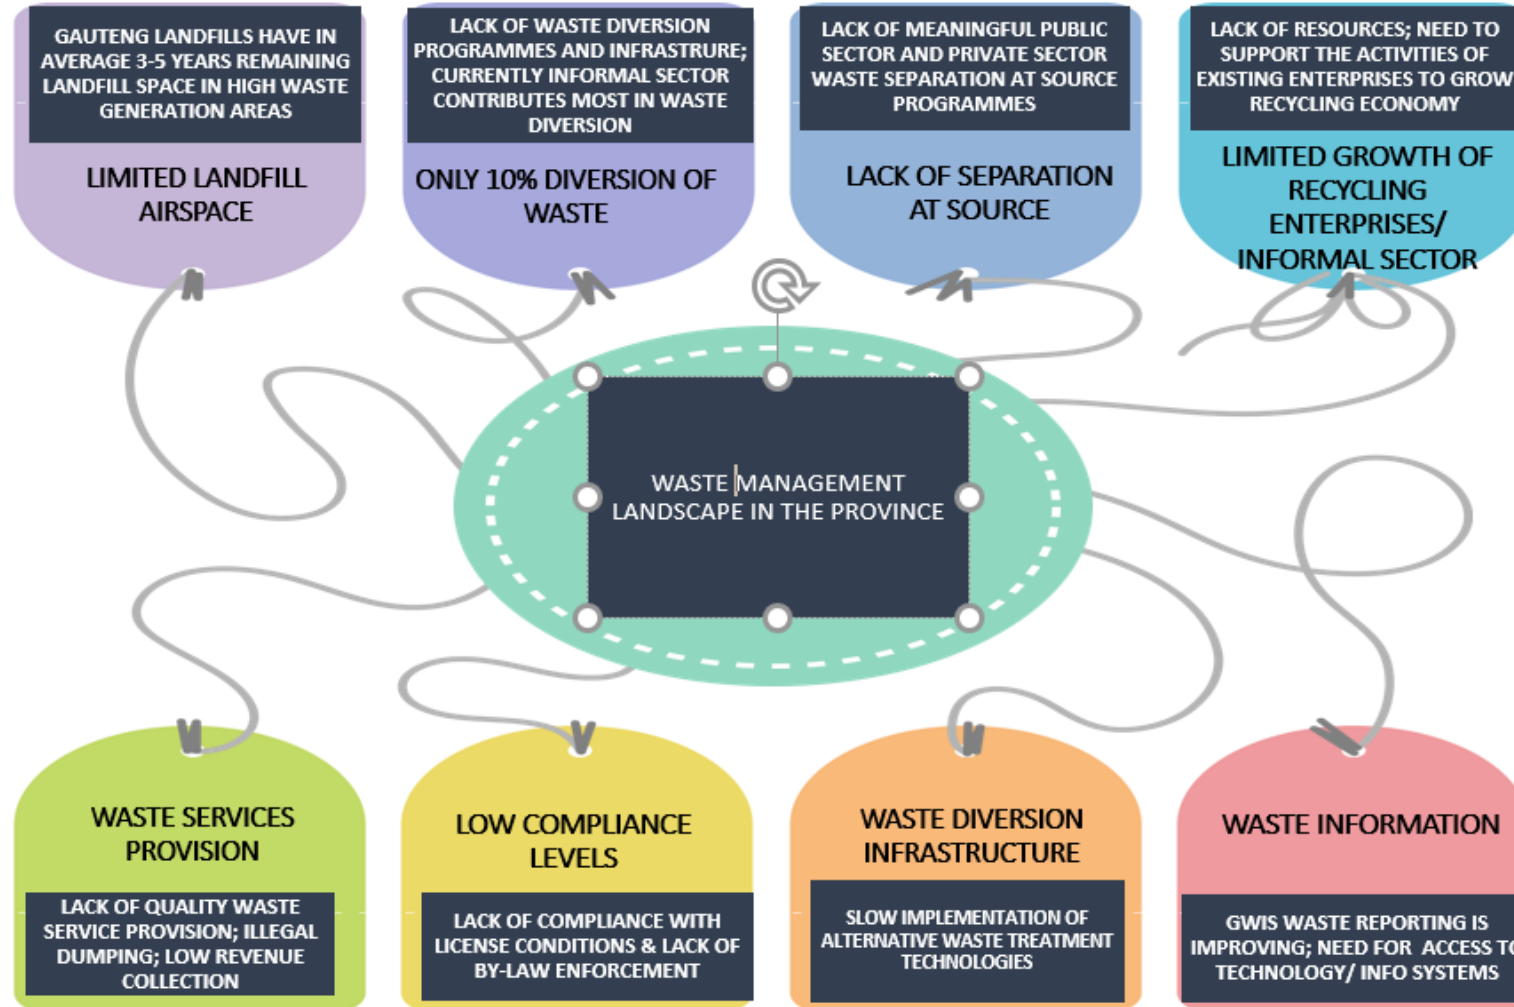 GAUTENG LANDFILLS HAVE IN
AVERAGE 3-5 YEARS REMAINING
LANDFILL SPACE IN HIGH WASTE
GENERATION AREAS
LIMITED LANDFILL
AIRSPACE
LACK OF WASTE DIVERSION
PROGRAMMES AND INFRASTRURE;
CURRENTLY INFORMAL SECTOR
CONTRIBUTES MOST IN WASTE
DIVERSION
ONLY 10% DIVERSION OF
WASTE
LACK OF MEANINGFUL PUBLIC
SECTOR AND PRIVATE SECTOR
WASTE SEPARATION AT SOURCE
PROGRAMMES
LACK OF SEPARATION
AT SOURCE
LACK OF RESOURCES; NEED TO
SUPPORT THE ACTIVITIES OF
EXISTING ENTERPRISES TO GROW
RECYCLING ECONOMY
LIMITED GROWTH OF
RECYCLING
ENTERPRISES/
INFORMAL SECTOR
WASTE MANAGEMENT
LANDSCAPE IN THE PROVINCE
WASTE SERVICES
PROVISION
LACK OF QUALITY WASTE
SERVICE PROVISION; ILLEGAL
DUMPING; LOW REVENUE
COLLECTION
LOW COMPLIANCE
LEVELS
LACK OF COMPLIANCE WITH
LICENSE CONDITIONS & LACK OF
BY-LAW ENFORCEMENT
WASTE DIVERSION
INFRASTRUCTURE
SLOW IMPLEMENTATION OF
ALTERNATIVE WASTE TREATMENT
TECHNOLOGIES
WASTE INFORMATION
GWIS WASTE REPORTING IS
IMPROVING; NEED FOR ACCESS TO
TECHNOLOGY/ INFO SYSTEMS